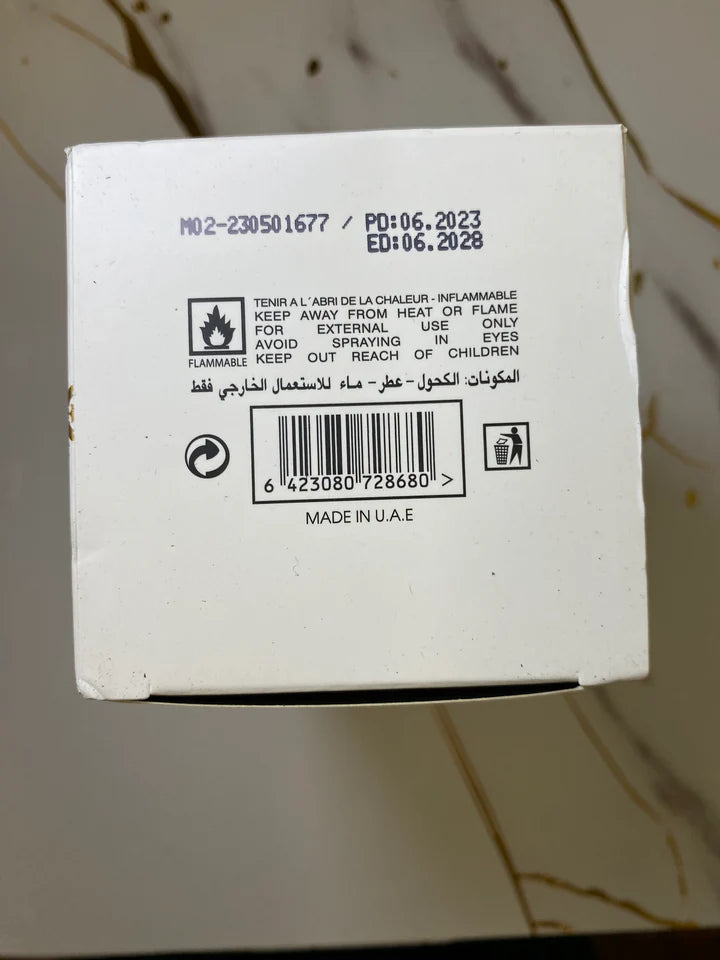 M02-230501677 / PD:06.2023
ED:06.2028
TENIR A L´ABRI DE LA CHALEUR - INFLAMMABLE
KEEP AWAY FROM HEAT OR FLAME
FOR EXTERNAL USE ONLY
AVOID SPRAYING IN EYES
KEEP OUT REACH OF CHILDREN
FLAMMABLE
المكونات: الكحول - عطر - ماء للاستعمال الخارجي فقط
6 423080 728680 >
MADE IN U.A.E